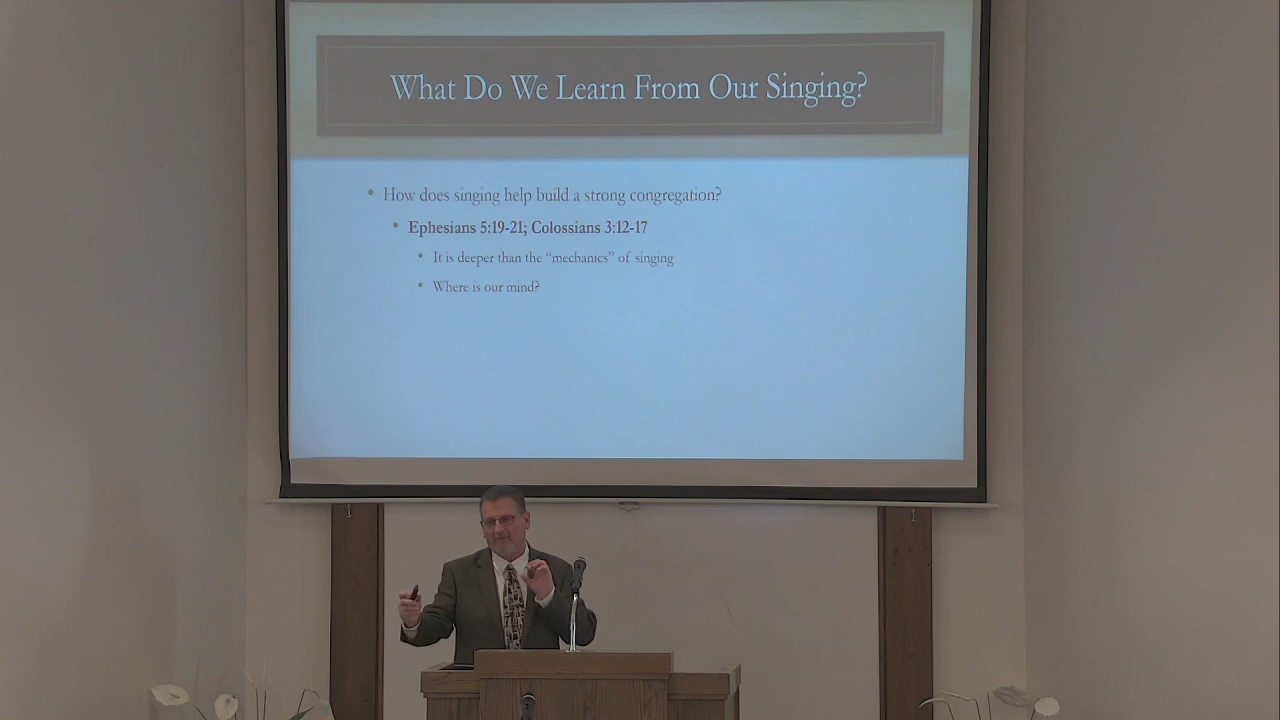 What Do We Learn From Our Singing?
• How does singing help build a strong congregation?
• Ephesians 5:19-21; Colossians 3:12-17
• It is deeper than the “mechanics” of singing
• Where is our mind?